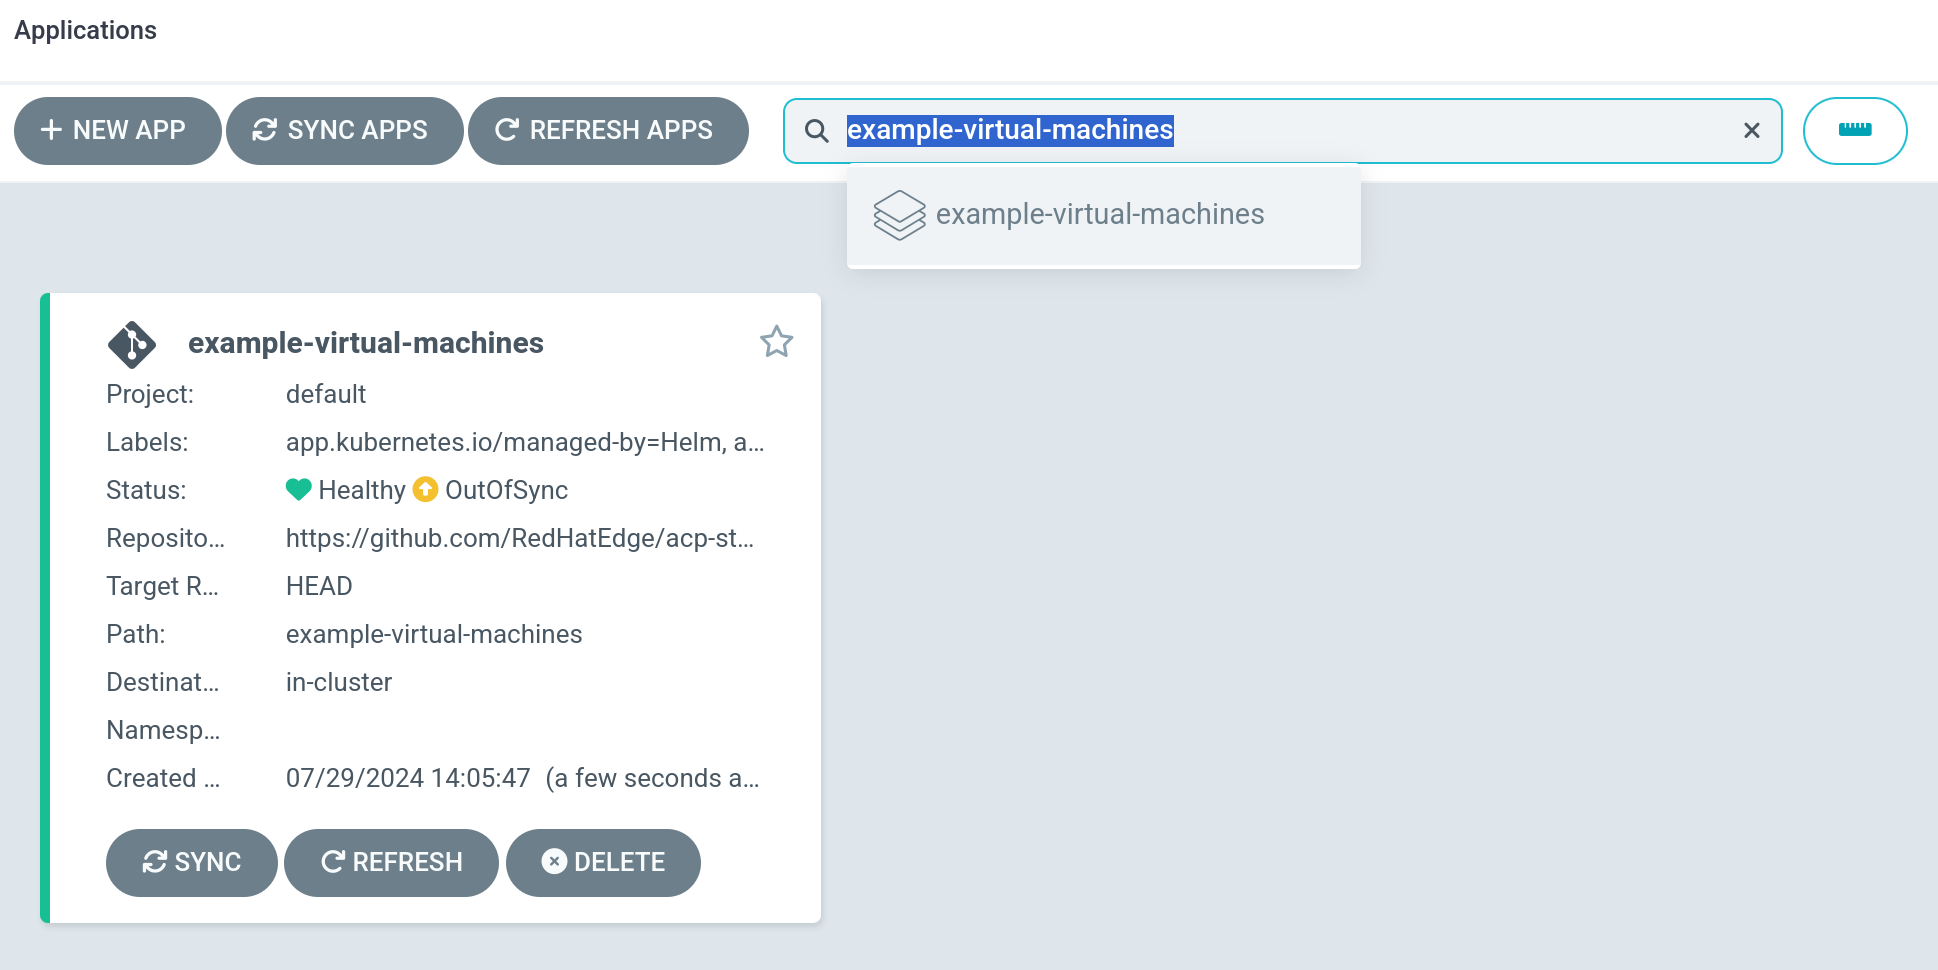 Applications
NEW APP SYNC APPS REFRESH APPS example-virtual-machines
example-virtual-machines
example-virtual-machines
Project: default
Labels: app.kubernetes.io/managed-by=Helm, a...
Status: Healthy OutOfSync
Reposito... https://github.com/RedHatEdge/acp-st...
Target R... HEAD
Path: example-virtual-machines
Destinat... in-cluster
Namesp...
Created ... 07/29/2024 14:05:47 (a few seconds a...
SYNC REFRESH DELETE